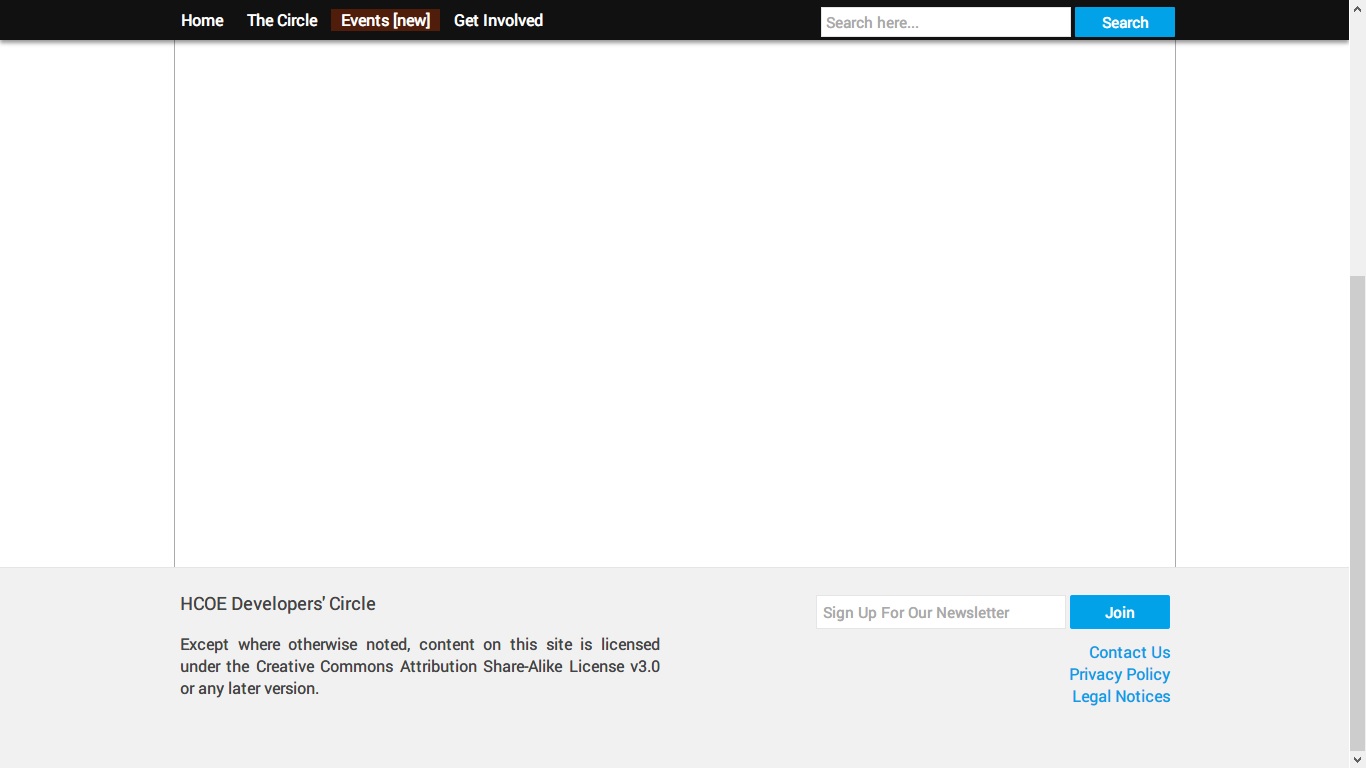 Home The Circle Events [new] Get Involved Search here... Search
HCOE Developers' Circle
Except where otherwise noted, content on this site is licensed
under the Creative Commons Attribution Share-Alike License v3.0
or any later version.
Sign Up For Our Newsletter Join
Contact Us
Privacy Policy
Legal Notices